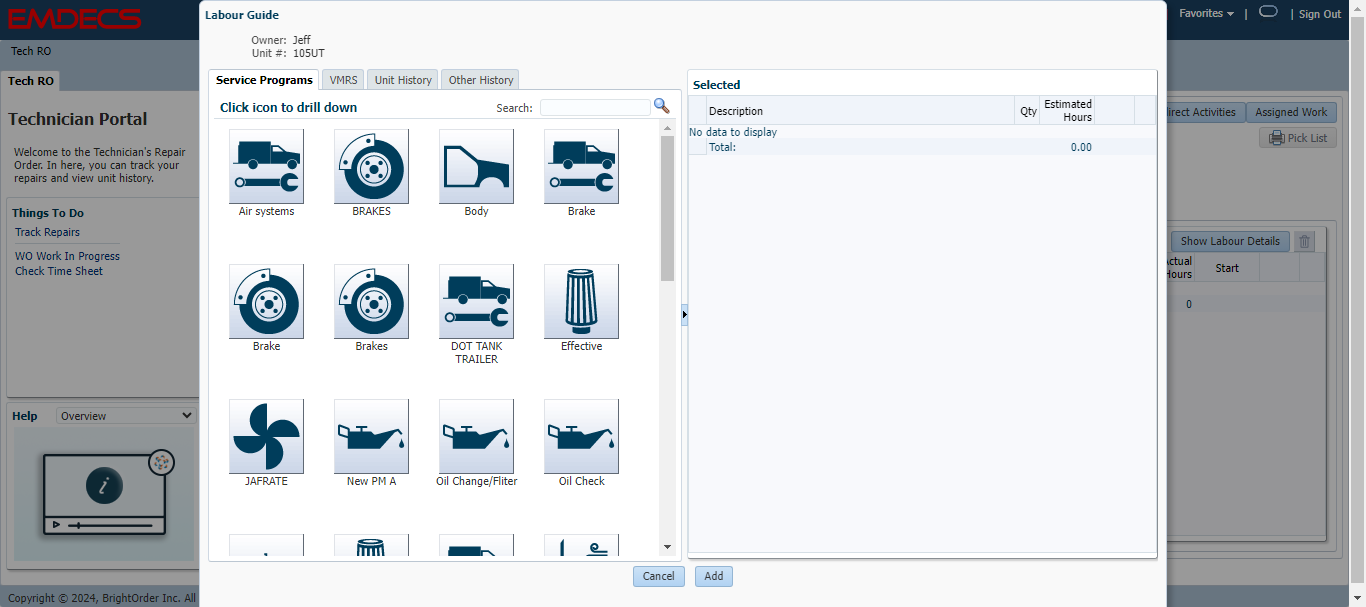 EMDECS
Favorites
|
| Sign Out
Tech RO
Tech RO
Technician Portal
Welcome to the Technician's Repair
Order. In here, you can track your
repairs and view unit history.
Things To Do
Track Repairs
WO Work In Progress
Check Time Sheet
Help
Overview
i
Copyright © 2024, BrightOrder Inc. All
Labour Guide
Owner: Jeff
Unit #: 105UT
Service Programs
VMRS
Unit History
Other History
Click icon to drill down
Search:
Air systems
BRAKES
Body
Brake
Brake
Brakes
DOT TANK
TRAILER
Effective
JAFRATE
New PM A
Oil Change/Fliter
Oil Check
Selected
Description
Qty
Estimated
Hours
No data to display
Total:
0.00
Cancel
Add
irect Activities
Assigned Work
Pick List
Show Labour Details
Actual
Hours
Start
0